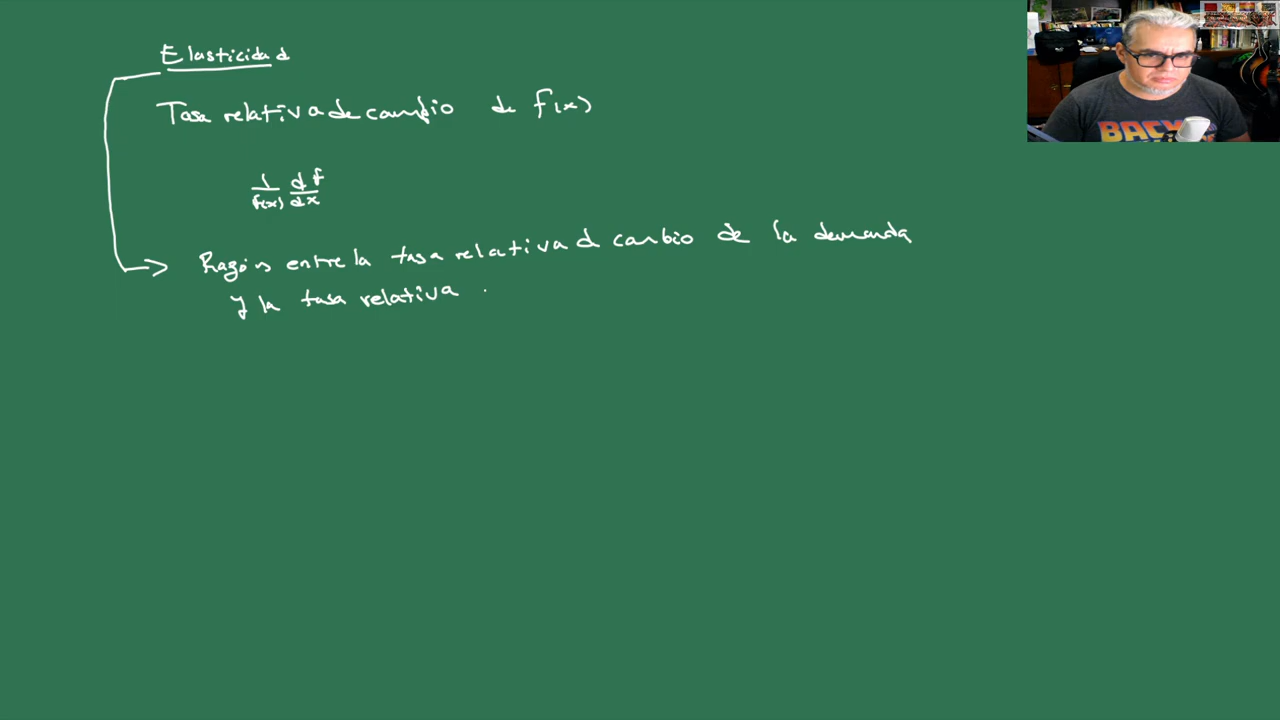 Elasticidad
Tasa relativa de cambio de f(x)
1/f(x) df/dx
Razón entre la tasa relativa d cambio de la demanda
y la tasa relativa
BACK